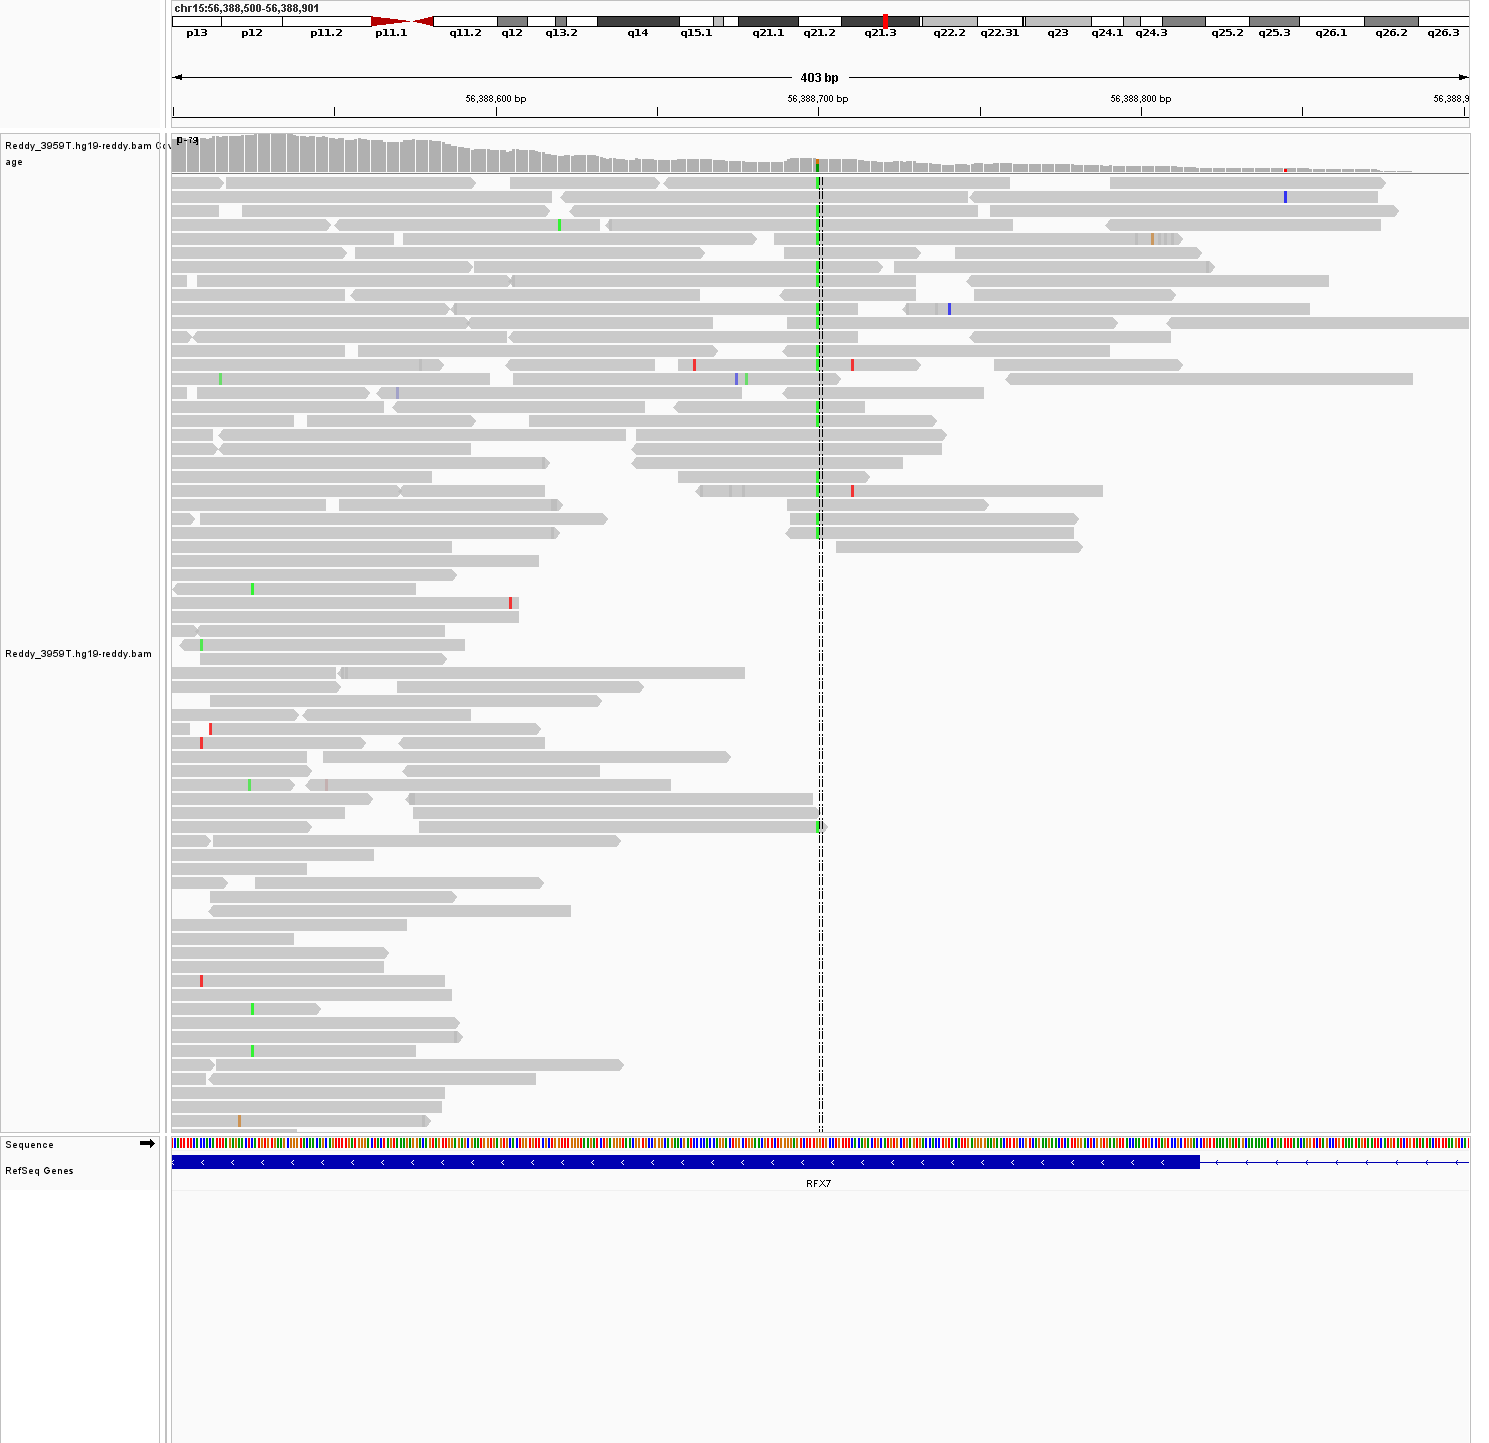 chr15:56,388,500-56,388,901
p13 p12 p11.2 p11.1 q11.2 q12 q13.2 q14 q15.1 q21.1 q21.2 q21.3 q22.2 q22.31 q23 q24.1 q24.3 q25.2 q25.3 q26.1 q26.2 q26.3
403 bp
56,388,600 bp 56,388,700 bp 56,388,800 bp 56,388,9
Reddy_3959T.hg19-reddy.bam Cov
age
Reddy_3959T.hg19-reddy.bam
Sequence
RefSeq Genes
RFX7